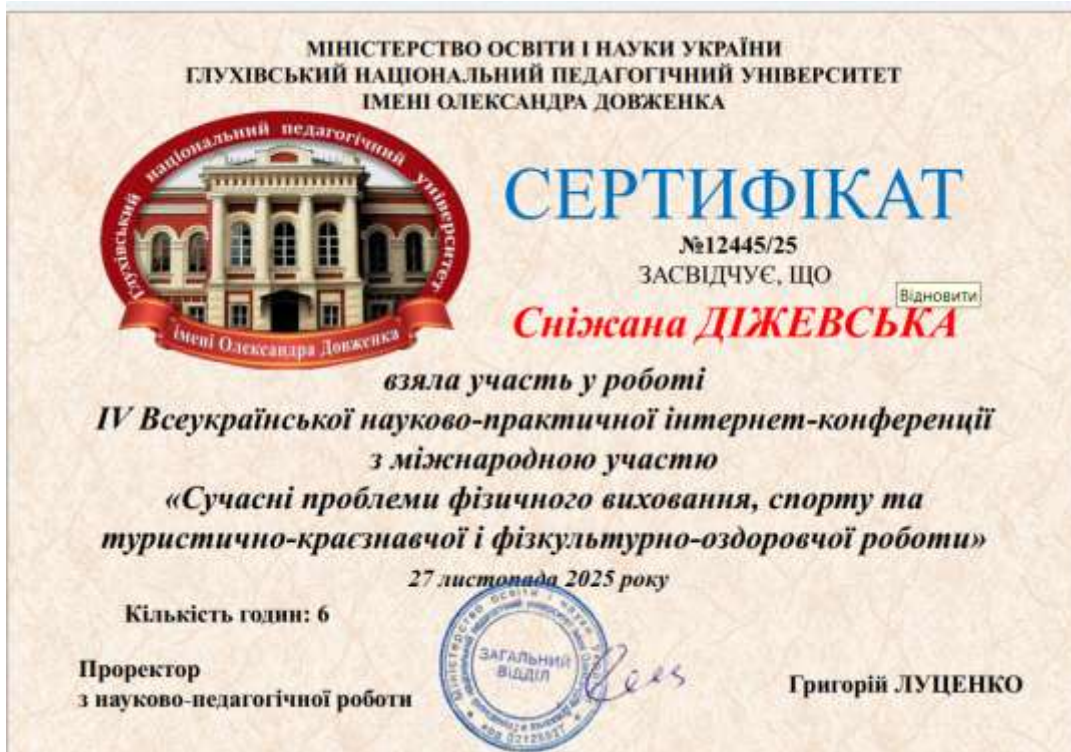 МІНІСТЕРСТВО ОСВІТИ І НАУКИ УКРАЇНИ
ГЛУХІВСЬКИЙ НАЦІОНАЛЬНИЙ ПЕДАГОГІЧНИЙ УНІВЕРСИТЕТ
ІМЕНІ ОЛЕКСАНДРА ДОВЖЕНКА
Глухівський національний педагогічний університет
імені Олександра Довженка
СЕРТИФІКАТ
№12445/25
ЗАСВІДЧУЄ, ЩО
Відновити
Сніжана ДІЖЕВСЬКА
взяла участь у роботі
IV Всеукраїнської науково-практичної інтернет-конференції
з міжнародною участю
«Сучасні проблеми фізичного виховання, спорту та
туристично-краєзнавчої і фізкультурно-оздоровчої роботи»
27 листопада 2025 року
Кількість годин: 6
Міністерство освіти і науки
ЗАГАЛЬНИЙ
ВІДДІЛ
Проректор
з науково-педагогічної роботи
Григорій ЛУЦЕНКО